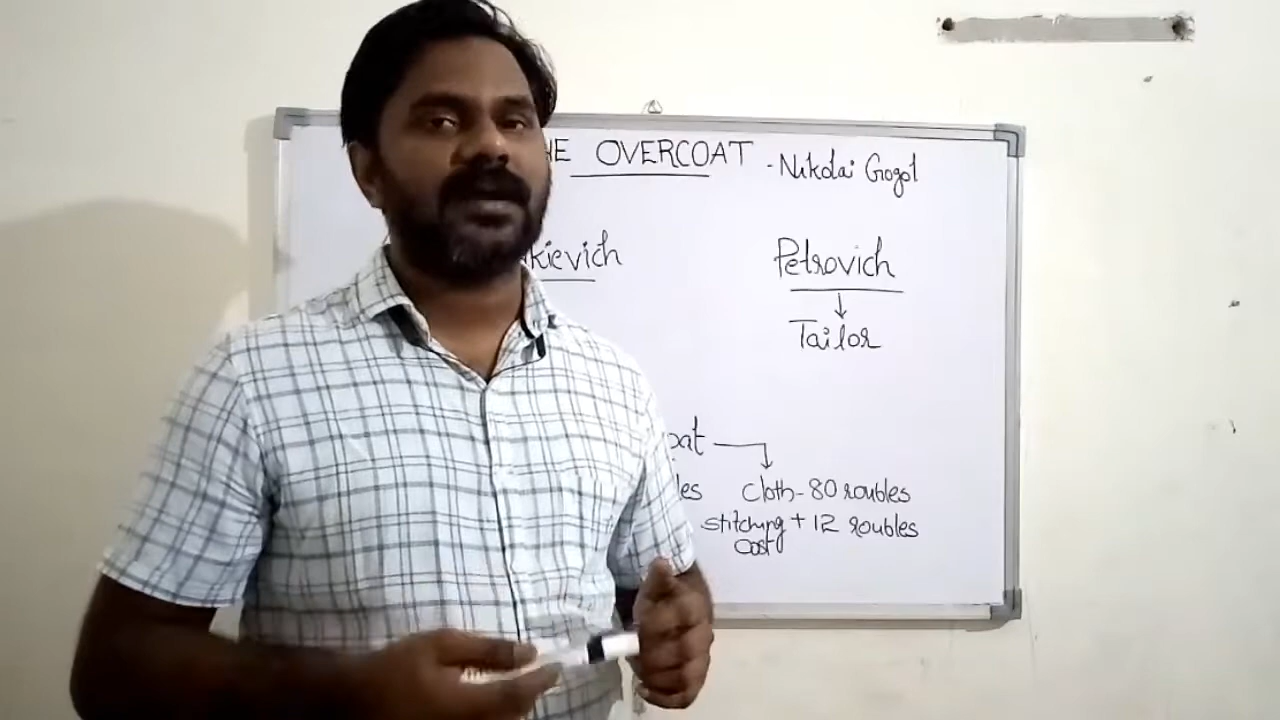 HE OVERCOAT - Nikolai Gogol
kievich
Petrovich
Tailor
oat
les
cloth - 80 roubles
stitching + 12 roubles
cost